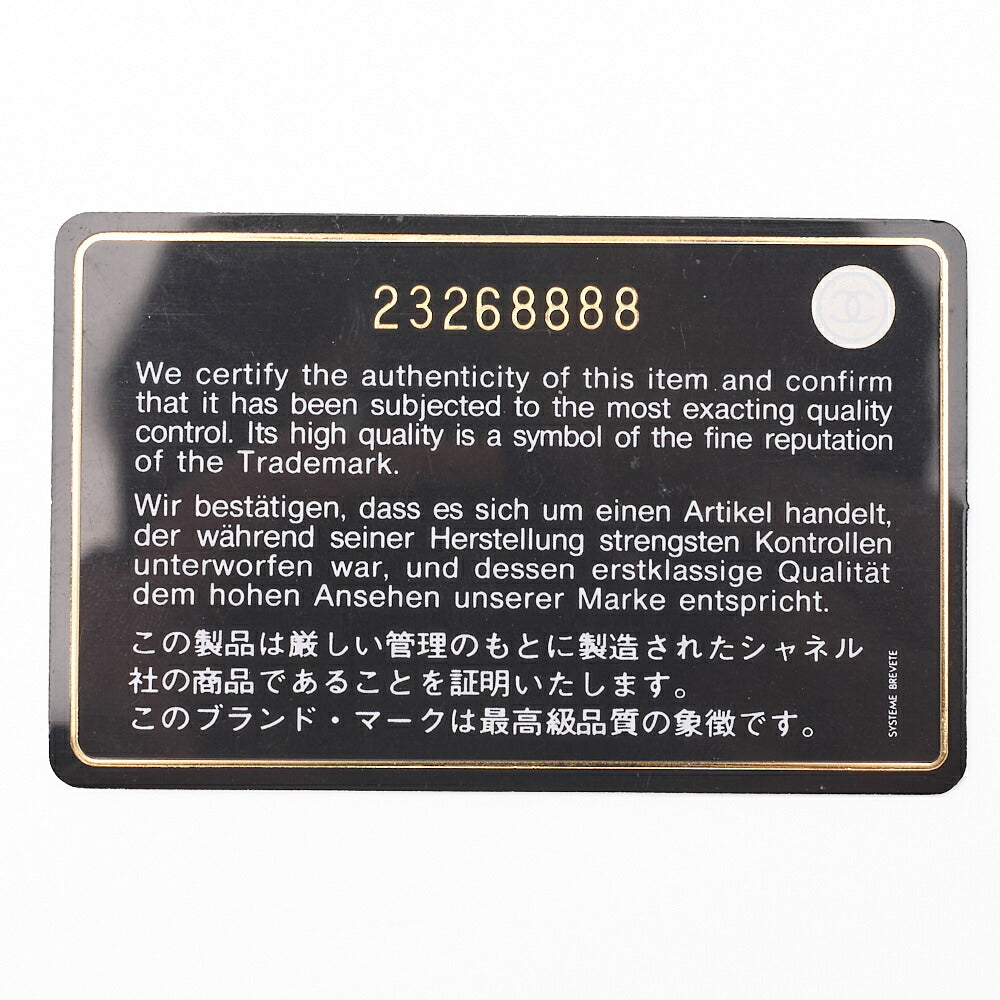 23268888
We certify the authenticity of this item and confirm
that it has been subjected to the most exacting quality
control. Its high quality is a symbol of the fine reputation
of the Trademark.
Wir bestätigen, dass es sich um einen Artikel handelt,
der während seiner Herstellung strengsten Kontrollen
unterworfen war, und dessen erstklassige Qualität
dem hohen Ansehen unserer Marke entspricht.
この製品は厳しい管理のもとに製造されたシャネル
社の商品であることを証明いたします。
このブランド・マークは最高級品質の象徴です。
SYSTEME BREVETE